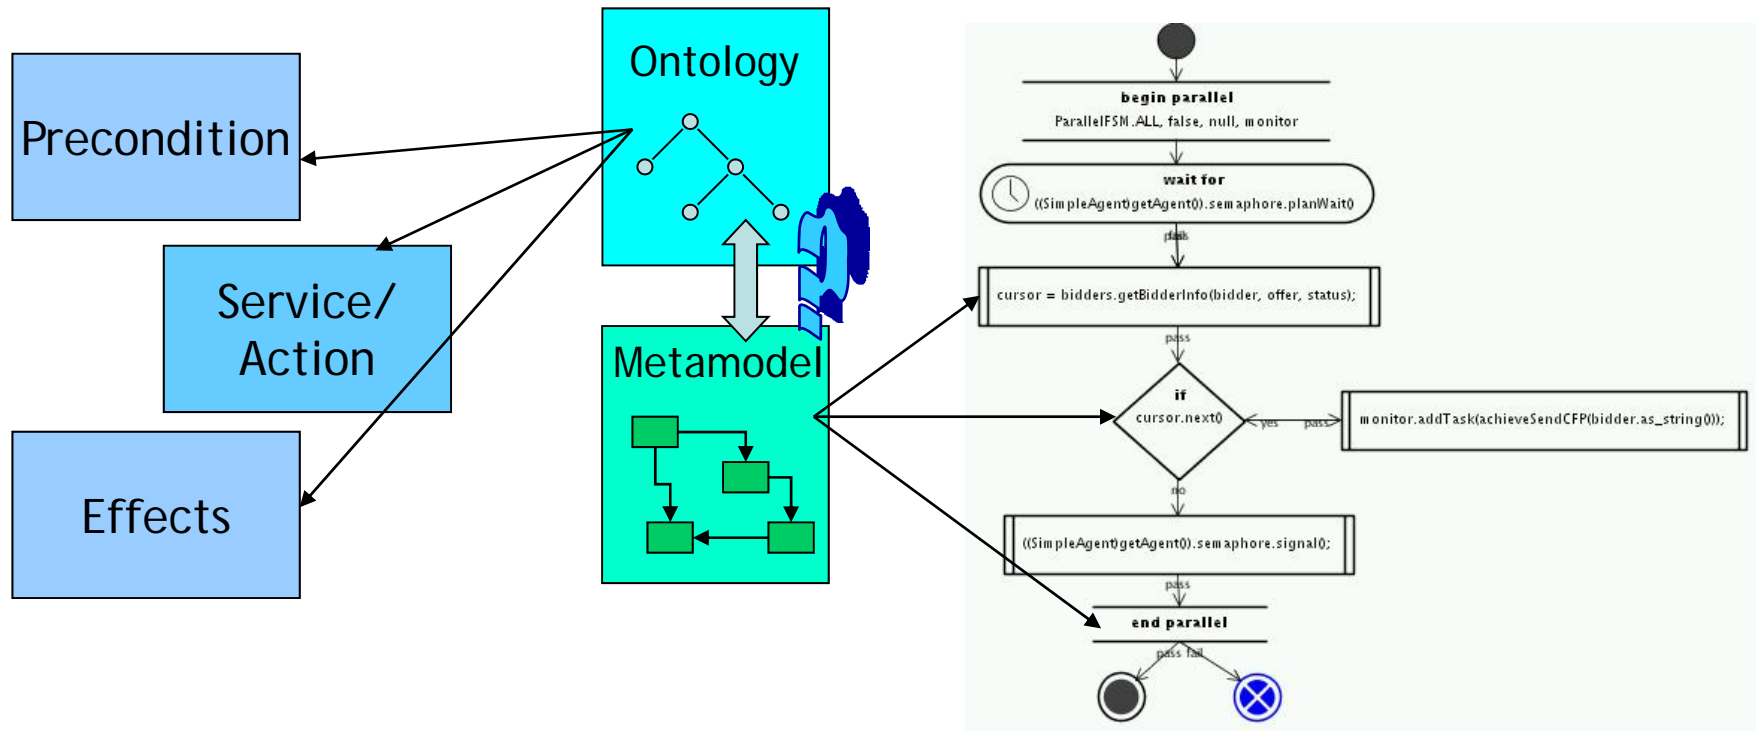 Precondition
Service/
Action
Effects
Ontology
Metamodel
begin parallel
ParallelFSM.ALL, false, null, monitor
wait for
((SimpleAgent)getAgent()).semaphore.planWait()
cursor = bidders.getBidderInfo(bidder, offer, status);
pass
if
cursor.next()
yes pass
monitor.addTask(achieveSendCFP(bidder.as_string()));
no
((SimpleAgent)getAgent()).semaphore.signal();
pass
end parallel
pass fail